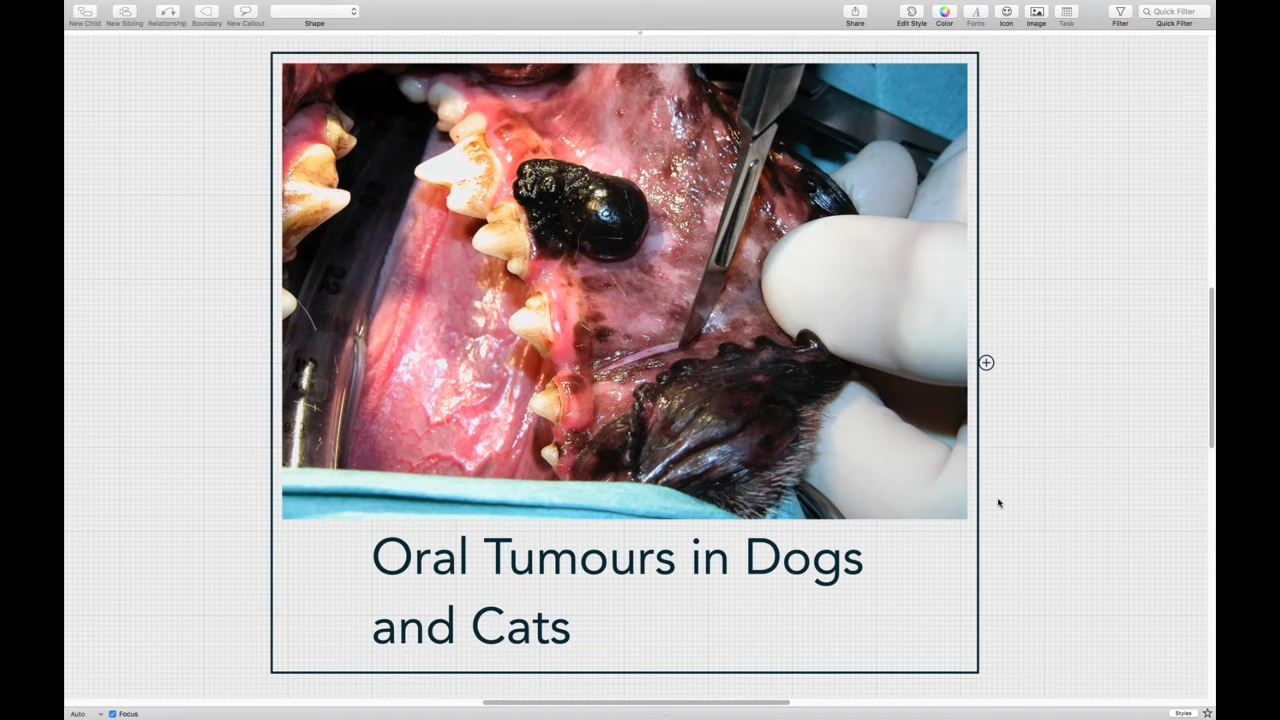 New Child New Sibling Relationship Boundary New Callout Shape Share Edit Style Color Fonts Icon Image Task Filter Quick Filter
Quick Filter
Oral Tumours in Dogs
and Cats
Auto Focus Styles